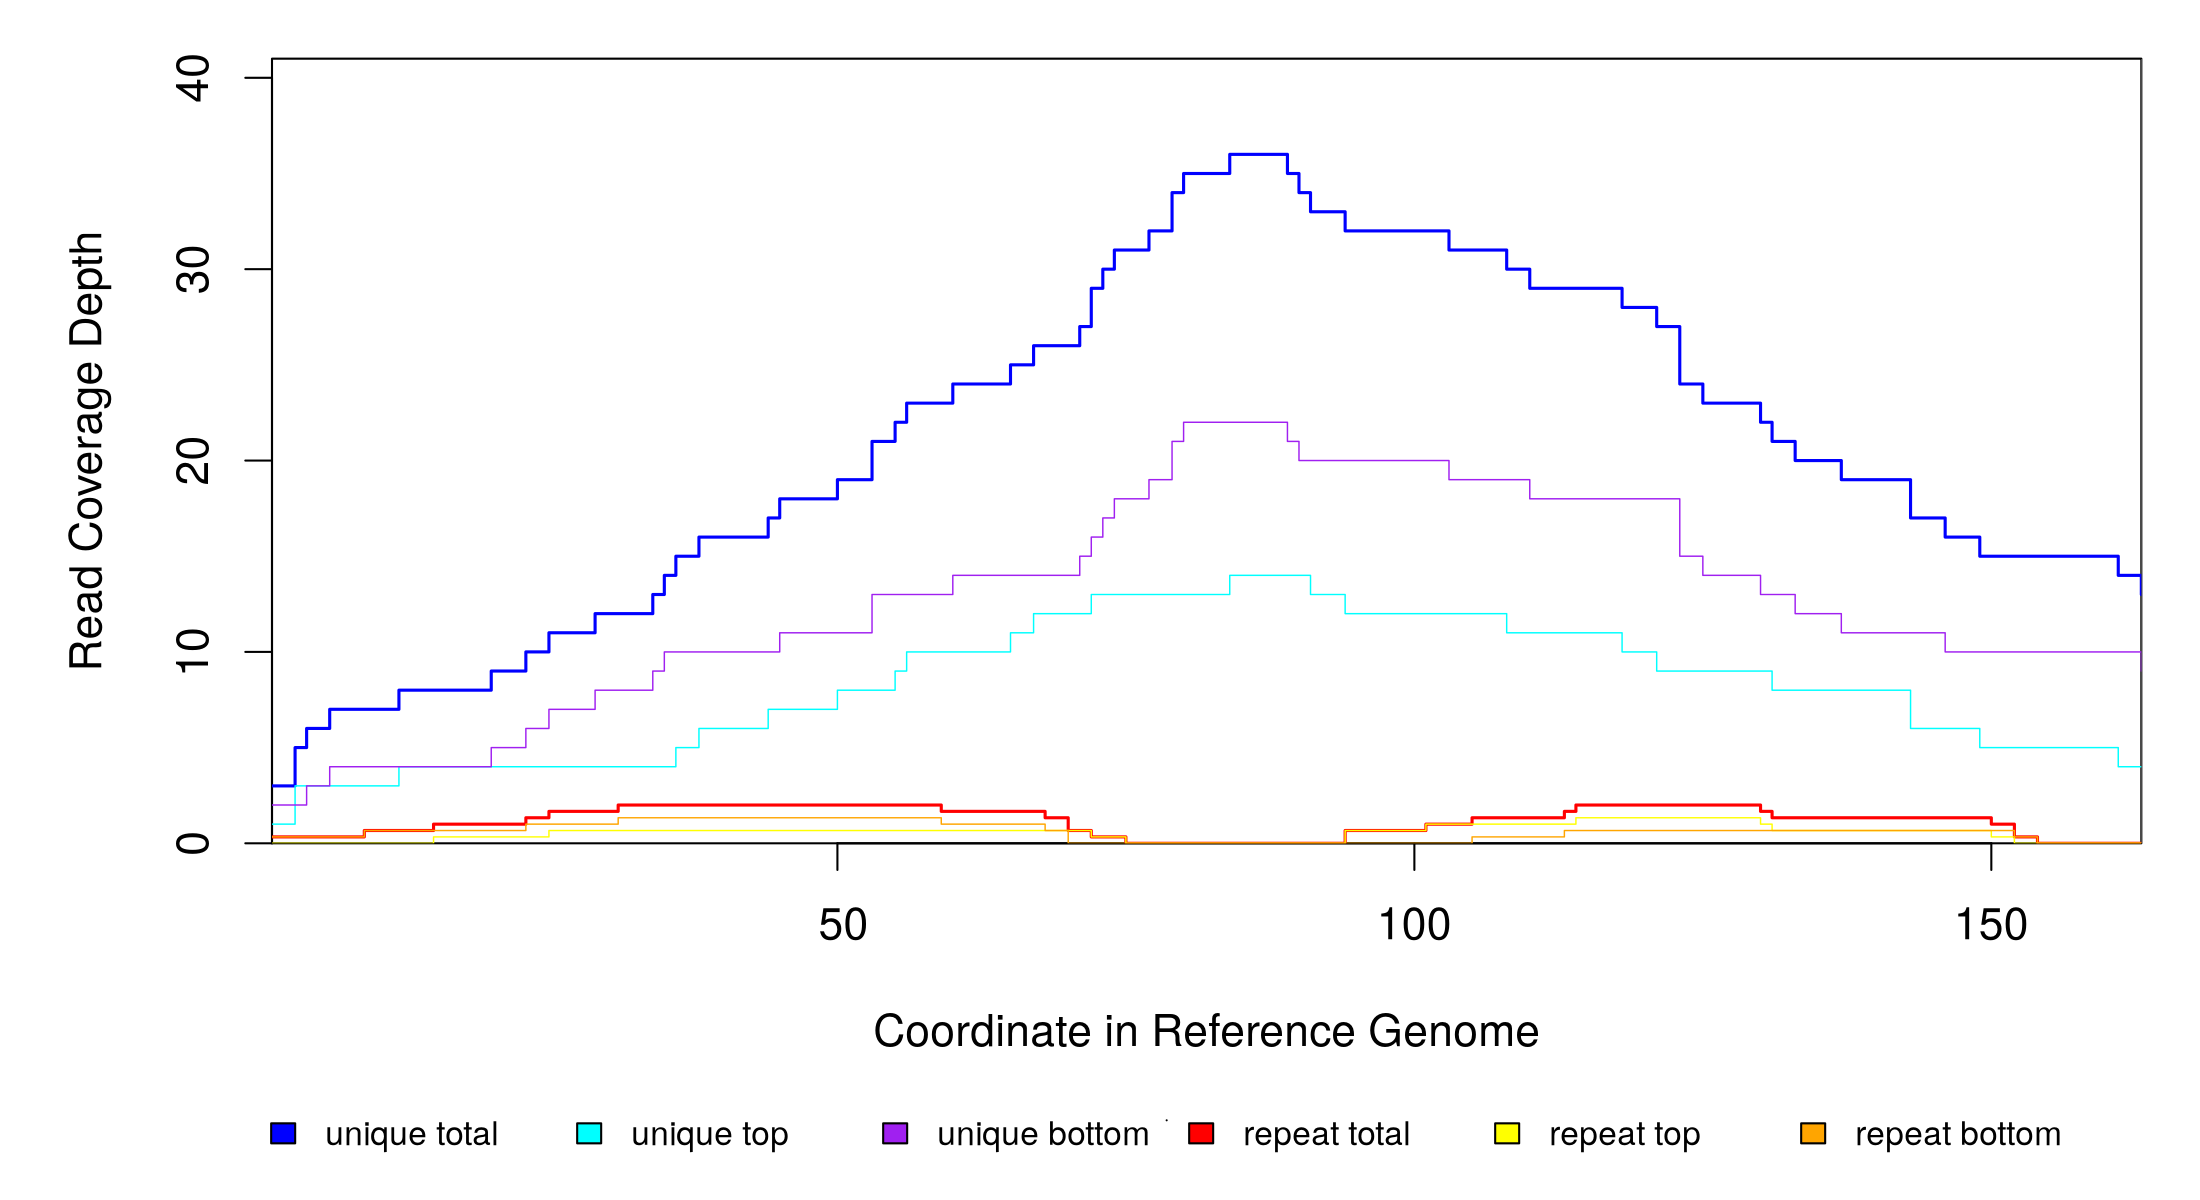 40
30
20
10
0
Read Coverage Depth
50 100 150
Coordinate in Reference Genome
unique total unique top unique bottom repeat total repeat top repeat bottom